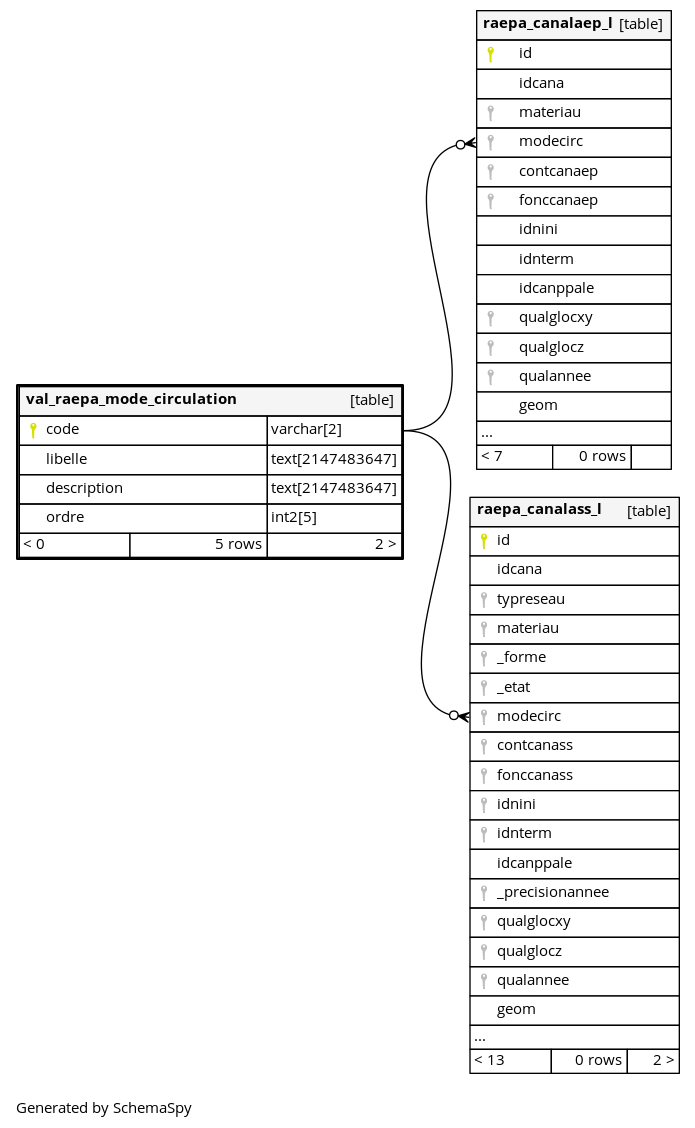 raepa_canalaep_l [table]
id
idcana
materiau
modecirc
contcanaep
fonccanaep
idnini
idnterm
idcanppale
qualglocxy
qualglocz
qualannee
geom
...
< 7 0 rows
val_raepa_mode_circulation [table]
code varchar[2]
libelle text[2147483647]
description text[2147483647]
ordre int2[5]
< 0 5 rows 2 >
raepa_canalass_l [table]
id
idcana
typreseau
materiau
_forme
_etat
modecirc
contcanass
fonccanass
idnini
idnterm
idcanppale
_precisionannee
qualglocxy
qualglocz
qualannee
geom
...
< 13 0 rows 2 >
Generated by SchemaSpy